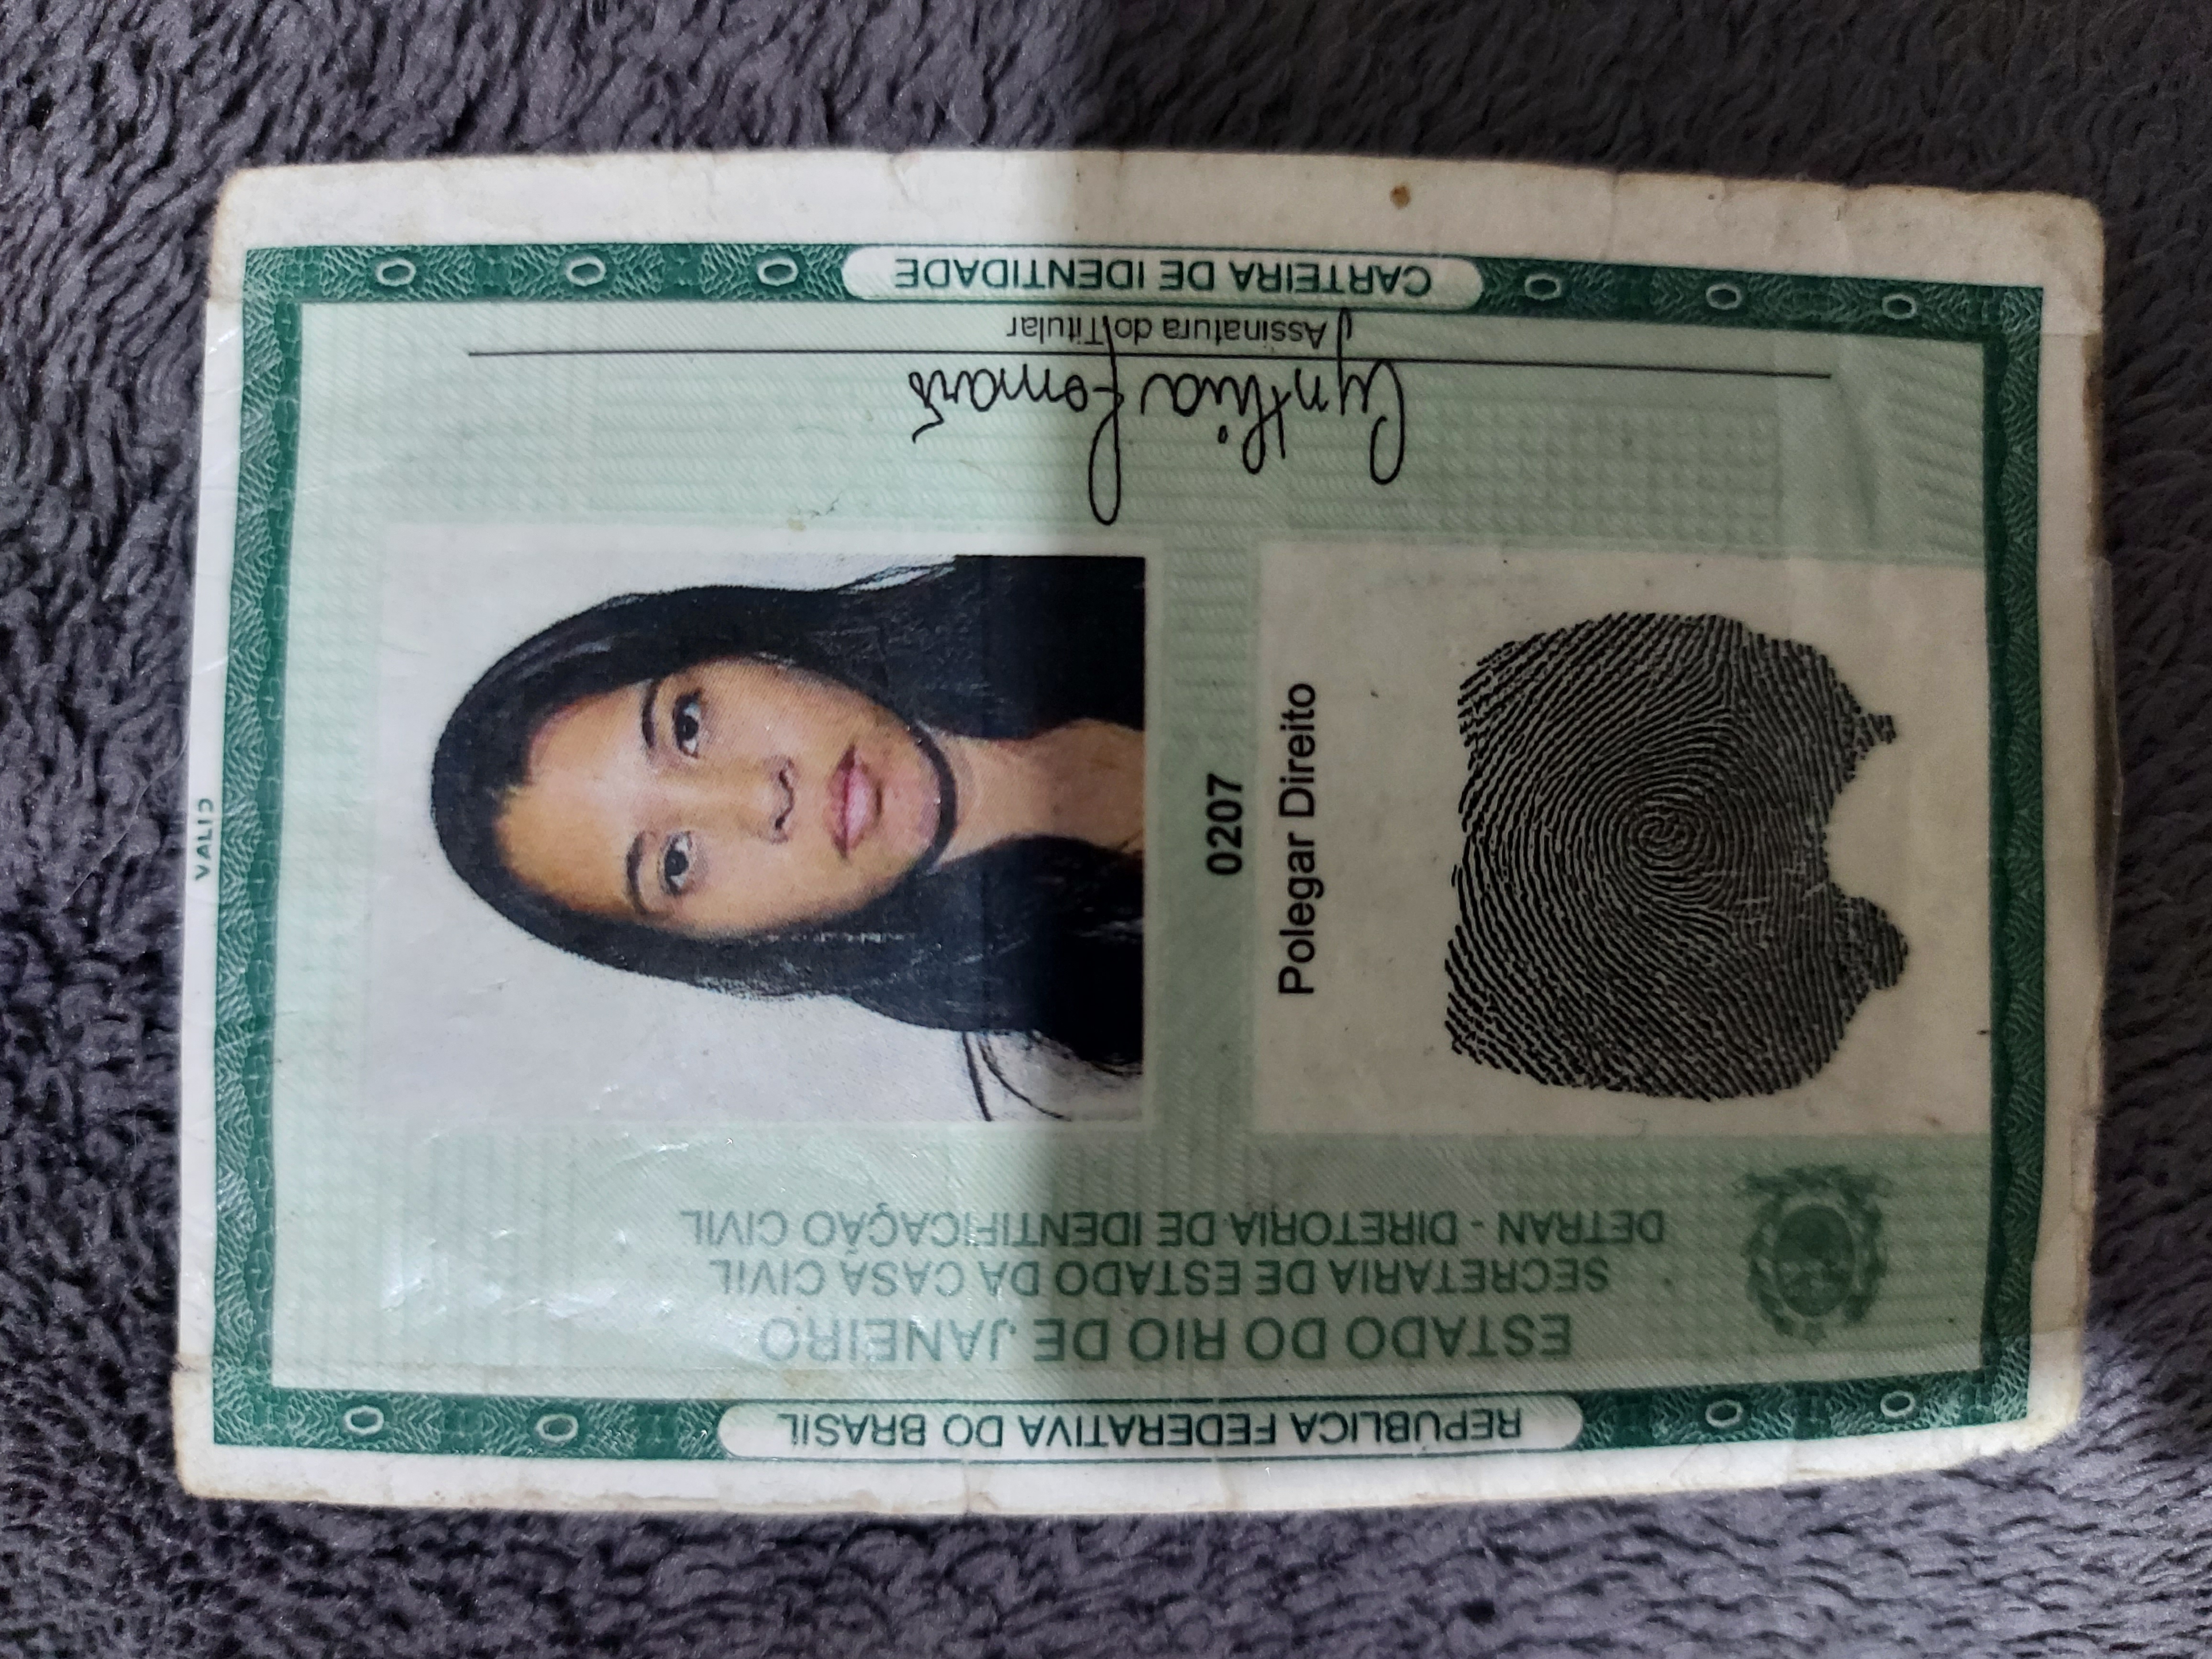 VALID
REPÚBLICA FEDERATIVA DO BRASIL
ESTADO DO RIO DE JANEIRO
SECRETARIA DE ESTADO DA CASA CIVIL
DETRAN - DIRETORIA DE IDENTIFICAÇÃO CIVIL
0207
Polegar Direito
Cynthia Romais
Assinatura do Titular
CARTEIRA DE IDENTIDADE